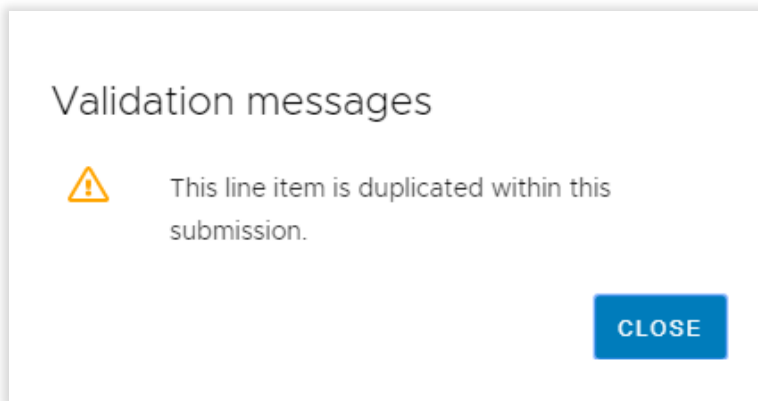 Validation messages
This line item is duplicated within this
submission.
CLOSE